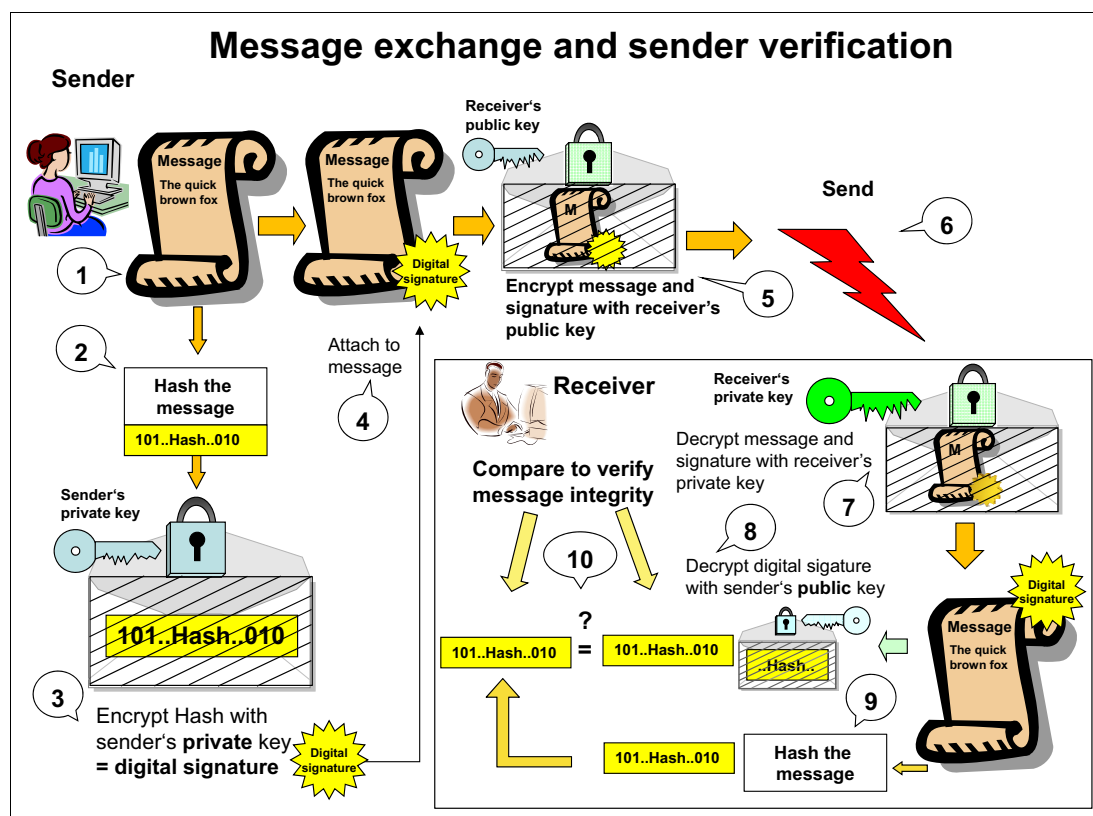 Message exchange and sender verification
Sender
Message
The quick
brown fox
1
Message
The quick
brown fox
Digital
signature
Receiver‘s
public key
M
Encrypt message and
signature with receiver’s
public key
5
Send
6
2
Hash the
message
101..Hash..010
Attach to
message
4
Sender's
private key
101..Hash..010
3
Encrypt Hash with
sender‘s private key
= digital signature
Digital
signature
Receiver
Receiver's
private key
M
Decrypt message and
signature with receiver’s
private key
7
Compare to verify
message integrity
8
10
Decrypt digital sigature
with sender's public key
Digital
signature
Message
The quick
brown fox
?
101..Hash..010
=
101..Hash..010
..Hash..
9
101..Hash..010
Hash the
message